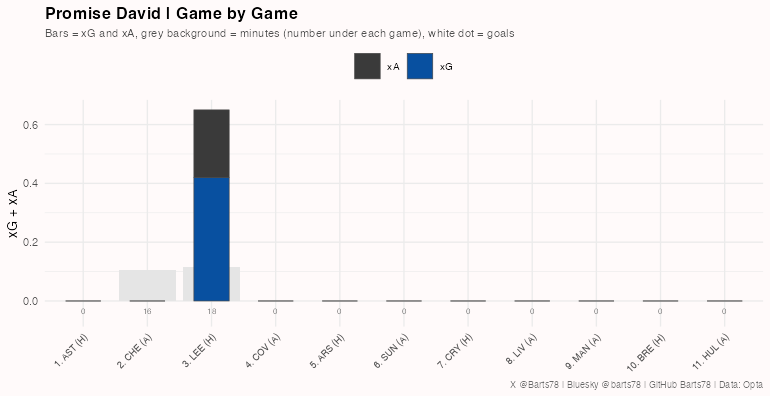 Promise David | Game by Game
Bars = xG and xA, grey background = minutes (number under each game), white dot = goals
xA xG
xG + xA
0.6
0.4
0.2
0.0
0 16 18 0 0 0 0 0 0 0 0
1. AST (H)
2. CHE (A)
3. LEE (H)
4. COV (A)
5. ARS (H)
6. SUN (A)
7. CRY (H)
8. LIV (A)
9. MAN (A)
10. BRE (H)
11. HUL (A)
X @Barts78 | Bluesky @barts78 | GitHub Barts78 | Data: Opta